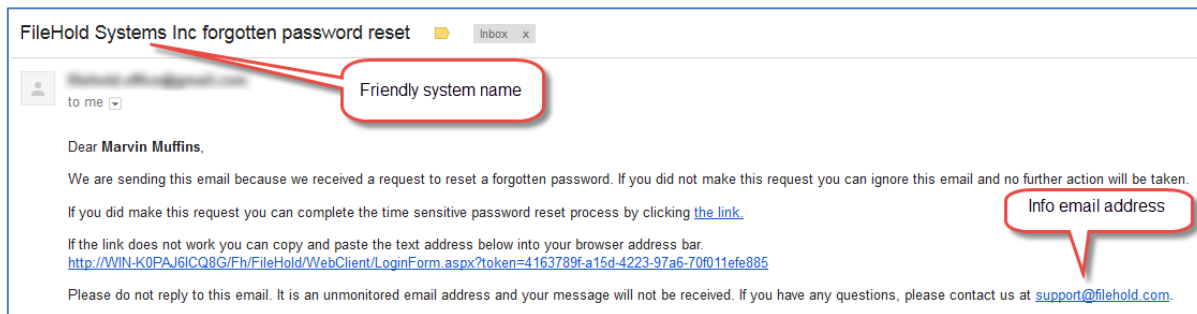 FileHold Systems Inc forgotten password reset
Inbox x
Friendly system name
to me
Dear Marvin Muffins,
We are sending this email because we received a request to reset a forgotten password. If you did not make this request you can ignore this email and no further action will be taken.
If you did make this request you can complete the time sensitive password reset process by clicking the link.
Info email address
If the link does not work you can copy and paste the text address below into your browser address bar.
http://WIN-K0PAJ6ICQ8G/Fh/FileHold/WebClient/LoginForm.aspx?token=4163789f-a15d-4223-97a6-70f011efe885
Please do not reply to this email. It is an unmonitored email address and your message will not be received. If you have any questions, please contact us at support@filehold.com.